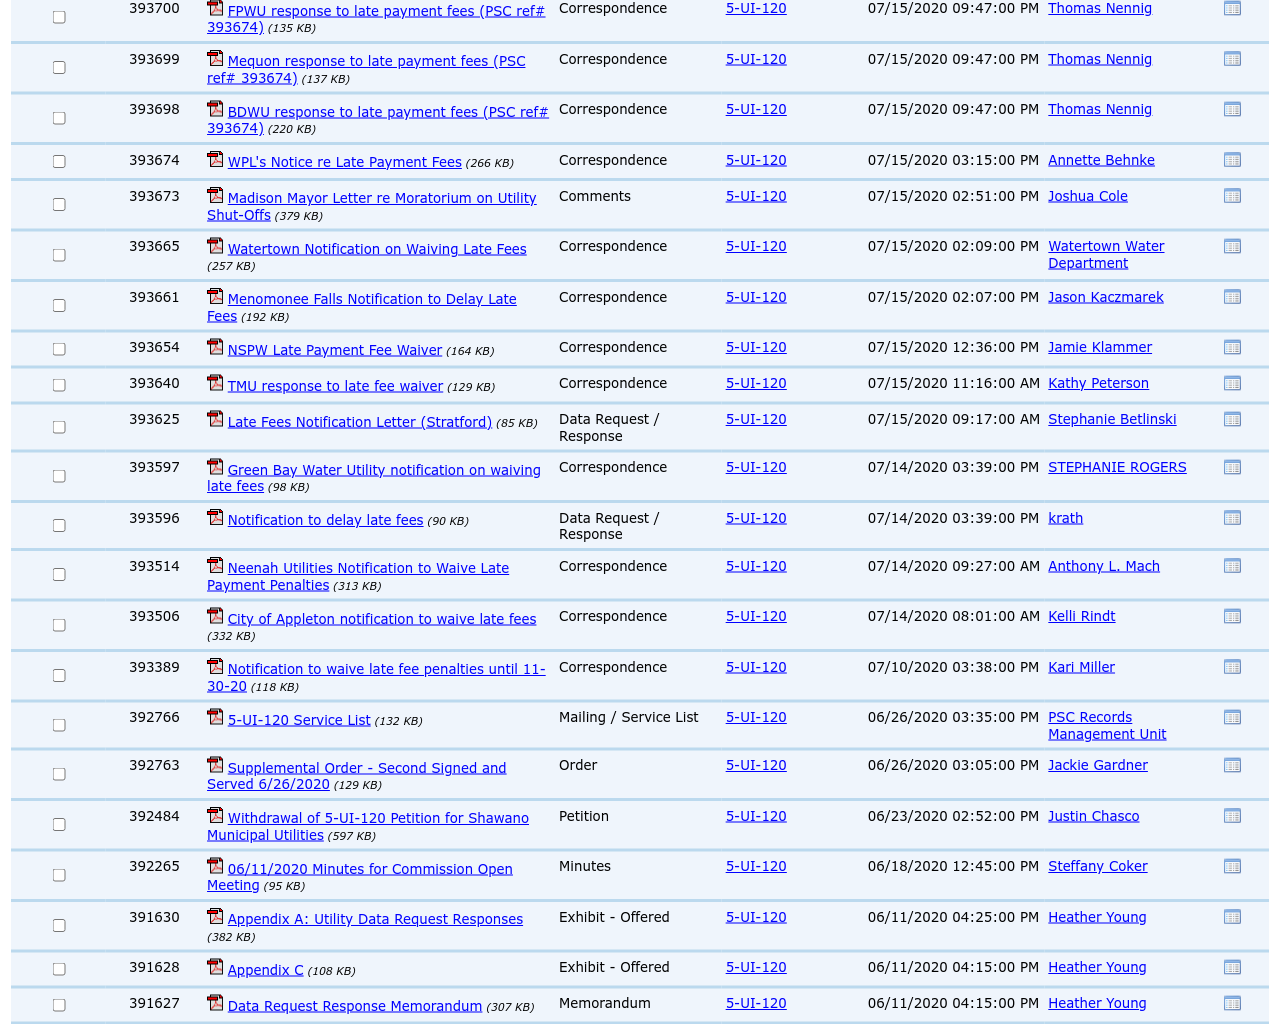 393700 FPWU response to late payment fees (PSC ref# Correspondence 5-UI-120 07/15/2020 09:47:00 PM Thomas Nennig
393674) (135 KB)
393699 Mequon response to late payment fees (PSC Correspondence 5-UI-120 07/15/2020 09:47:00 PM Thomas Nennig
ref# 393674) (137 KB)
393698 BDWU response to late payment fees (PSC ref# Correspondence 5-UI-120 07/15/2020 09:47:00 PM Thomas Nennig
393674) (220 KB)
393674 WPL's Notice re Late Payment Fees (266 KB) Correspondence 5-UI-120 07/15/2020 03:15:00 PM Annette Behnke
393673 Madison Mayor Letter re Moratorium on Utility Comments 5-UI-120 07/15/2020 02:51:00 PM Joshua Cole
Shut-Offs (379 KB)
393665 Watertown Notification on Waiving Late Fees Correspondence 5-UI-120 07/15/2020 02:09:00 PM Watertown Water
(257 KB) Department
393661 Menomonee Falls Notification to Delay Late Correspondence 5-UI-120 07/15/2020 02:07:00 PM Jason Kaczmarek
Fees (192 KB)
393654 NSPW Late Payment Fee Waiver (164 KB) Correspondence 5-UI-120 07/15/2020 12:36:00 PM Jamie Klammer
393640 TMU response to late fee waiver (129 KB) Correspondence 5-UI-120 07/15/2020 11:16:00 AM Kathy Peterson
393625 Late Fees Notification Letter (Stratford) (85 KB) Data Request / 5-UI-120 07/15/2020 09:17:00 AM Stephanie Betlinski
Response
393597 Green Bay Water Utility notification on waiving Correspondence 5-UI-120 07/14/2020 03:39:00 PM STEPHANIE ROGERS
late fees (98 KB)
393596 Notification to delay late fees (90 KB) Data Request / 5-UI-120 07/14/2020 03:39:00 PM krath
Response
393514 Neenah Utilities Notification to Waive Late Correspondence 5-UI-120 07/14/2020 09:27:00 AM Anthony L. Mach
Payment Penalties (313 KB)
393506 City of Appleton notification to waive late fees Correspondence 5-UI-120 07/14/2020 08:01:00 AM Kelli Rindt
(332 KB)
393389 Notification to waive late fee penalties until 11- Correspondence 5-UI-120 07/10/2020 03:38:00 PM Kari Miller
30-20 (118 KB)
392766 5-UI-120 Service List (132 KB) Mailing / Service List 5-UI-120 06/26/2020 03:35:00 PM PSC Records
Management Unit
392763 Supplemental Order - Second Signed and Order 5-UI-120 06/26/2020 03:05:00 PM Jackie Gardner
Served 6/26/2020 (129 KB)
392484 Withdrawal of 5-UI-120 Petition for Shawano Petition 5-UI-120 06/23/2020 02:52:00 PM Justin Chasco
Municipal Utilities (597 KB)
392265 06/11/2020 Minutes for Commission Open Minutes 5-UI-120 06/18/2020 12:45:00 PM Steffany Coker
Meeting (95 KB)
391630 Appendix A: Utility Data Request Responses Exhibit - Offered 5-UI-120 06/11/2020 04:25:00 PM Heather Young
(382 KB)
391628 Appendix C (108 KB) Exhibit - Offered 5-UI-120 06/11/2020 04:15:00 PM Heather Young
391627 Data Request Response Memorandum (307 KB) Memorandum 5-UI-120 06/11/2020 04:15:00 PM Heather Young